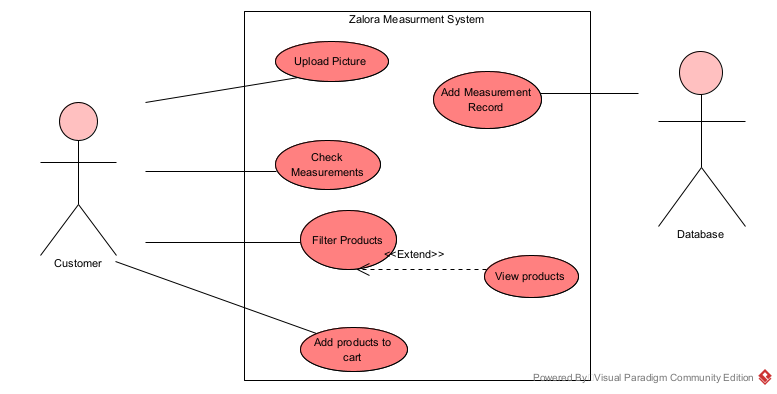 Zalora Measurment System
Upload Picture
Add Measurement
Record
Check
Measurements
Filter Products
<<Extend>>
View products
Customer
Database
Add products to
cart
Powered By: Visual Paradigm Community Edition